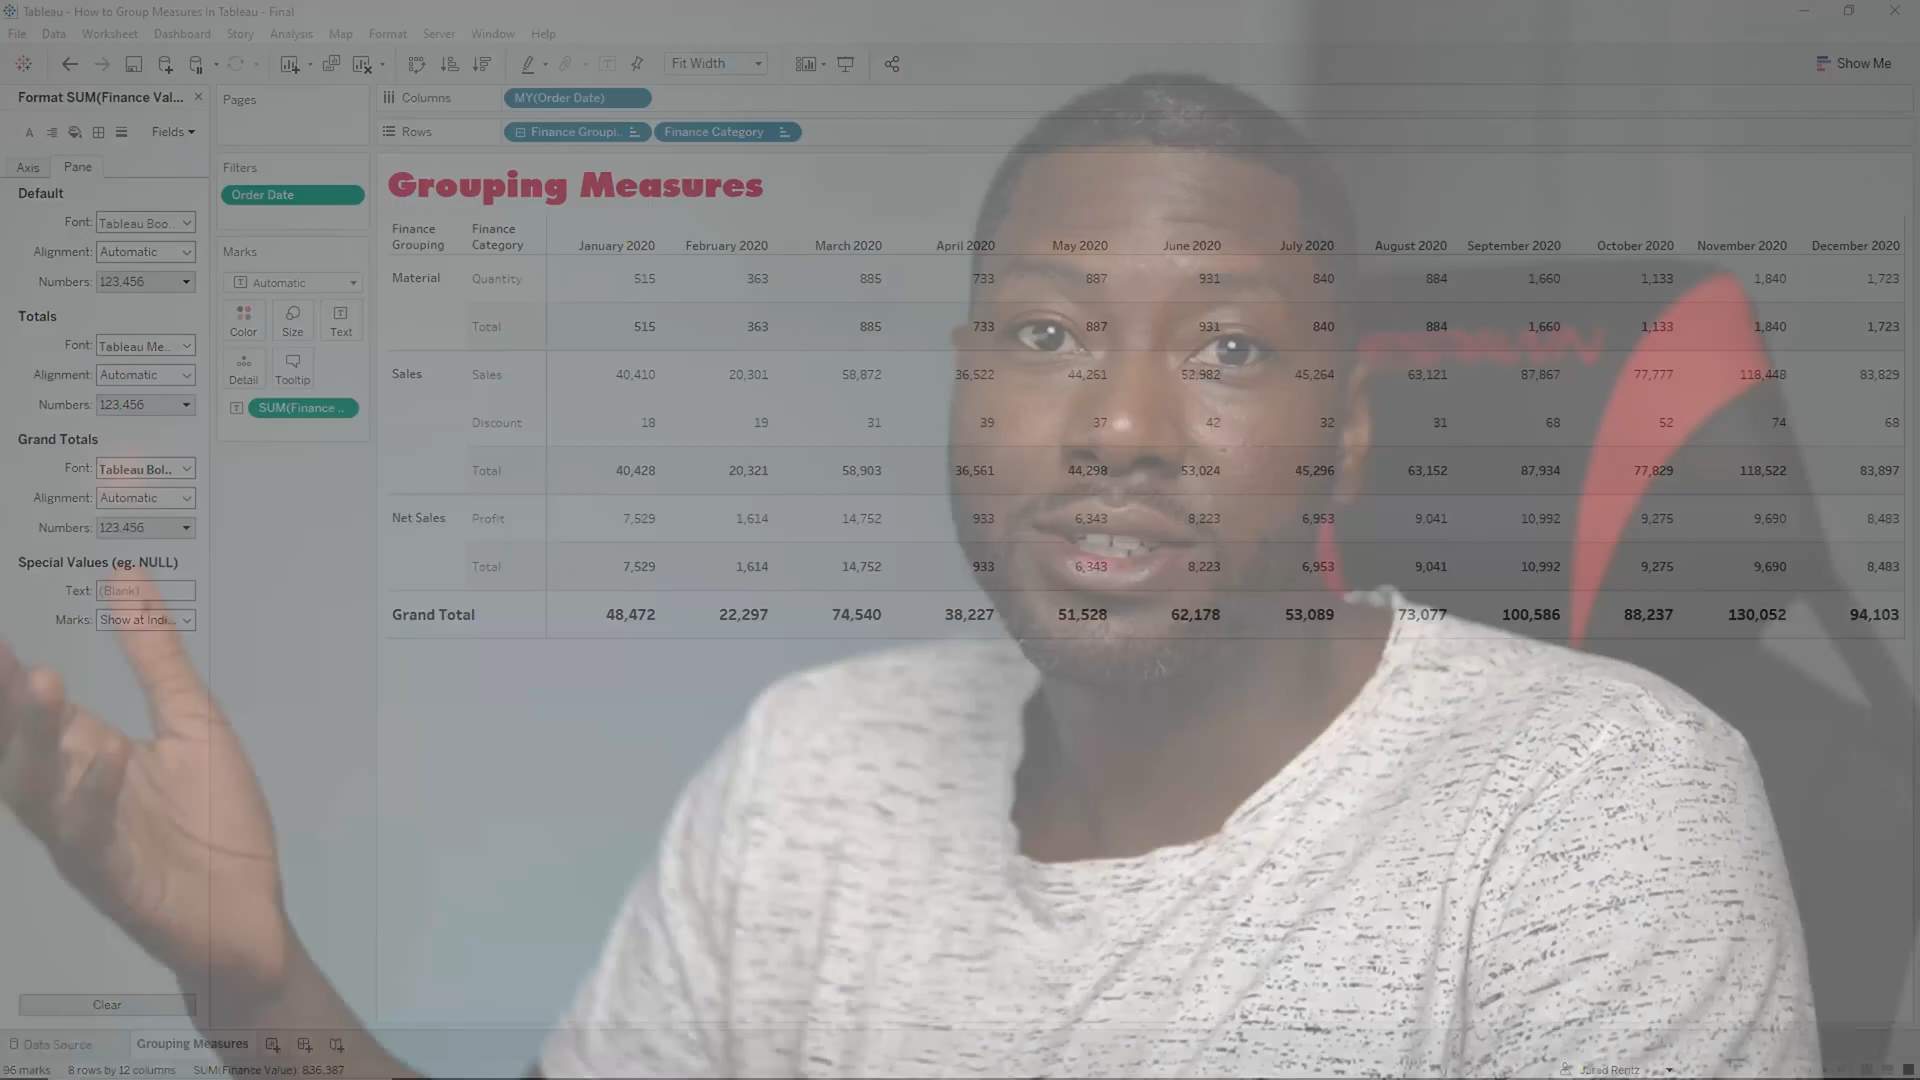 Tableau - How to Group Measures In Tableau - Final
File Data Worksheet Dashboard Story Analysis Map Format Server Window Help
Fit Width Show Me
Format SUM(Finance Val... Pages Columns MY(Order Date)
Fields Rows Finance Groupi.. Finance Category
Axis Pane Filters
Order Date
Grouping Measures
Default
Font: Tableau Boo..
Alignment: Automatic
Numbers: 123,456
Totals
Font: Tableau Me..
Alignment: Automatic
Numbers: 123,456
Grand Totals
Font: Tableau Bol..
Alignment: Automatic
Numbers: 123,456
Special Values (eg. NULL)
Text: (Blank)
Marks: Show at Indi...
Clear
Marks
Automatic
Color Size Text
Detail Tooltip
SUM(Finance ..
Finance Grouping Finance Category January 2020 February 2020 March 2020 April 2020 May 2020 June 2020 July 2020 August 2020 September 2020 October 2020 November 2020 December 2020
Material Quantity 515 363 885 733 887 931 840 884 1,660 1,133 1,840 1,723
Total 515 363 885 733 887 931 840 884 1,660 1,133 1,840 1,723
Sales Sales 40,410 20,301 58,872 36,522 44,261 52,982 45,264 63,121 87,867 77,777 118,448 83,829
Discount 18 19 31 39 37 42 32 31 68 52 74 68
Total 40,428 20,321 58,903 36,561 44,298 53,024 45,296 63,152 87,934 77,829 118,522 83,897
Net Sales Profit 7,529 1,614 14,752 933 6,343 8,223 6,953 9,041 10,992 9,275 9,690 8,483
Total 7,529 1,614 14,752 933 6,343 8,223 6,953 9,041 10,992 9,275 9,690 8,483
Grand Total 48,472 22,297 74,540 38,227 51,528 62,178 53,089 73,077 100,586 88,237 130,052 94,103
Data Source Grouping Measures
96 marks 8 rows by 12 columns SUM(Finance Value): 836,387 Jared Rentz